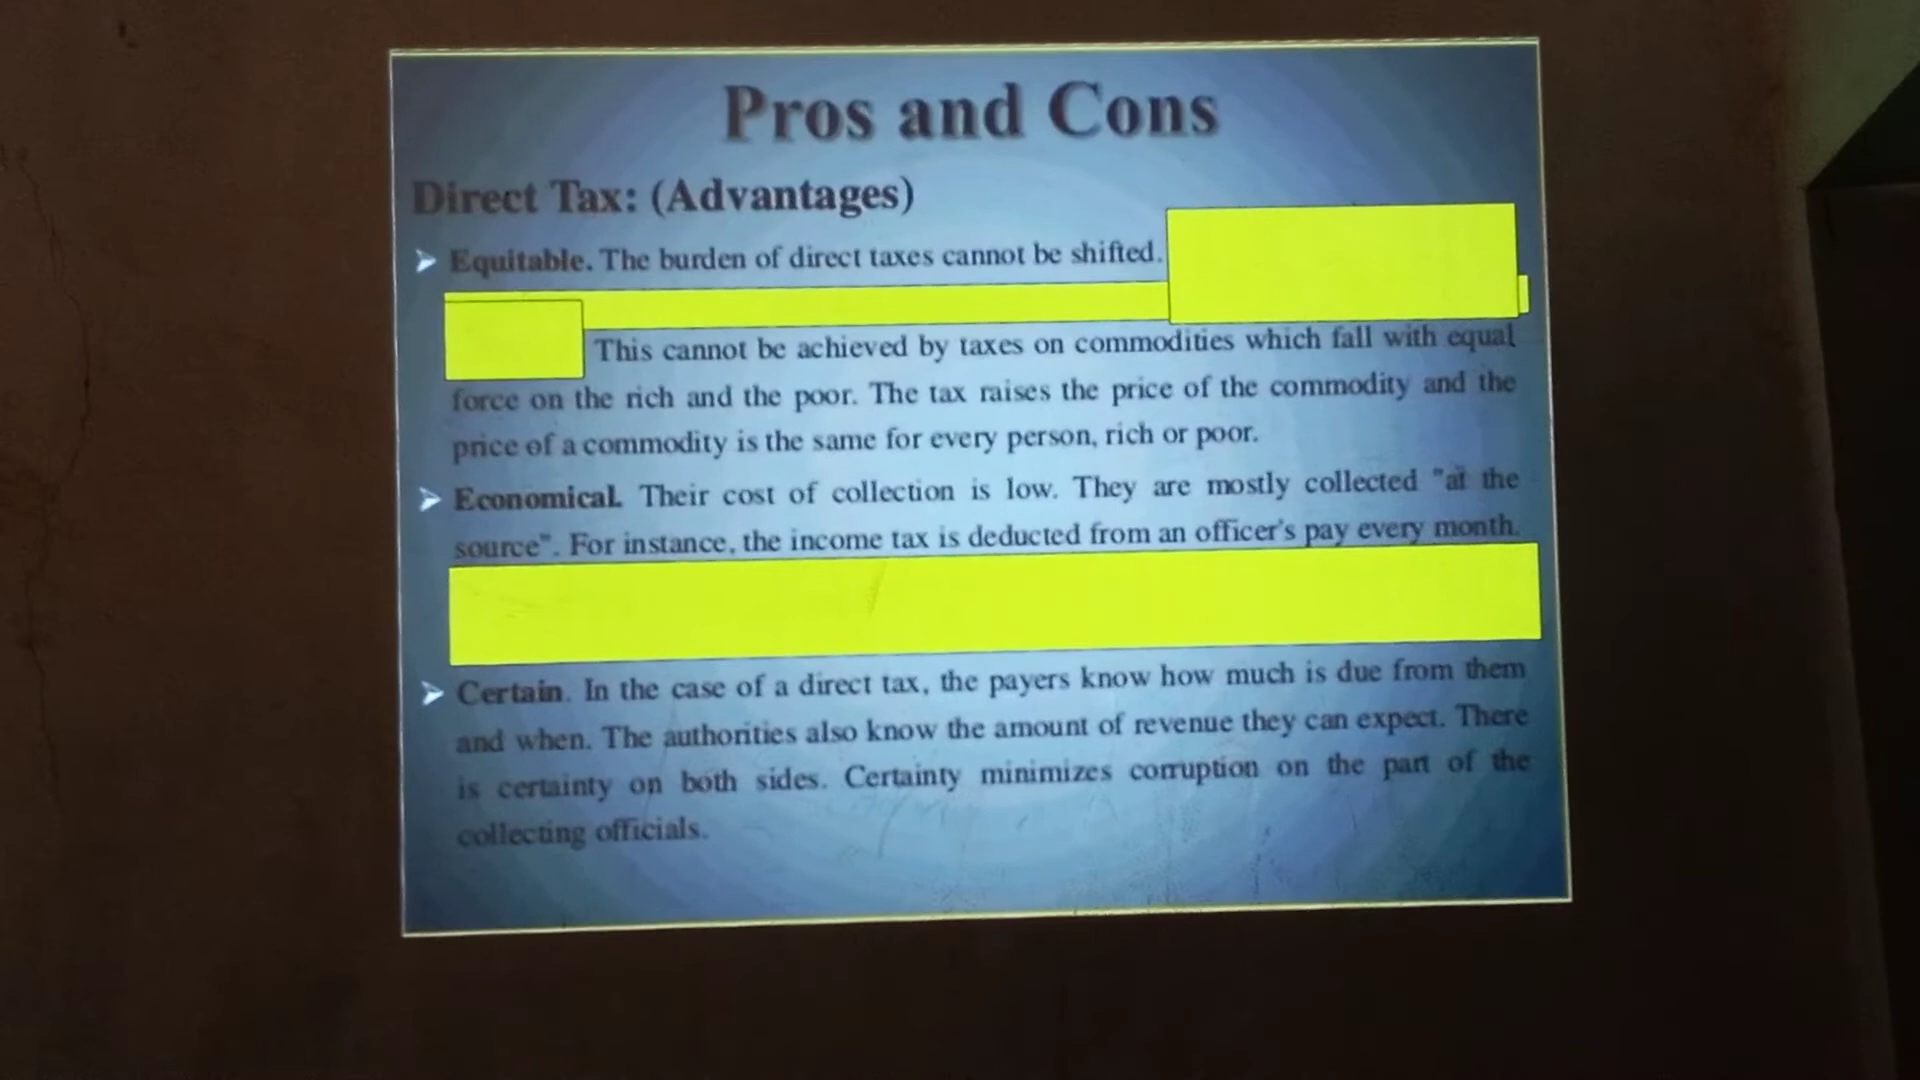 Pros and Cons
Direct Tax: (Advantages)
➢ Equitable. The burden of direct taxes cannot be shifted.
This cannot be achieved by taxes on commodities which fall with equal
force on the rich and the poor. The tax raises the price of the commodity and the
price of a commodity is the same for every person, rich or poor.
➢ Economical. Their cost of collection is low. They are mostly collected "at the
source". For instance, the income tax is deducted from an officer's pay every month.
➢ Certain. In the case of a direct tax, the payers know how much is due from them
and when. The authorities also know the amount of revenue they can expect. There
is certainty on both sides. Certainty minimizes corruption on the part of the
collecting officials.